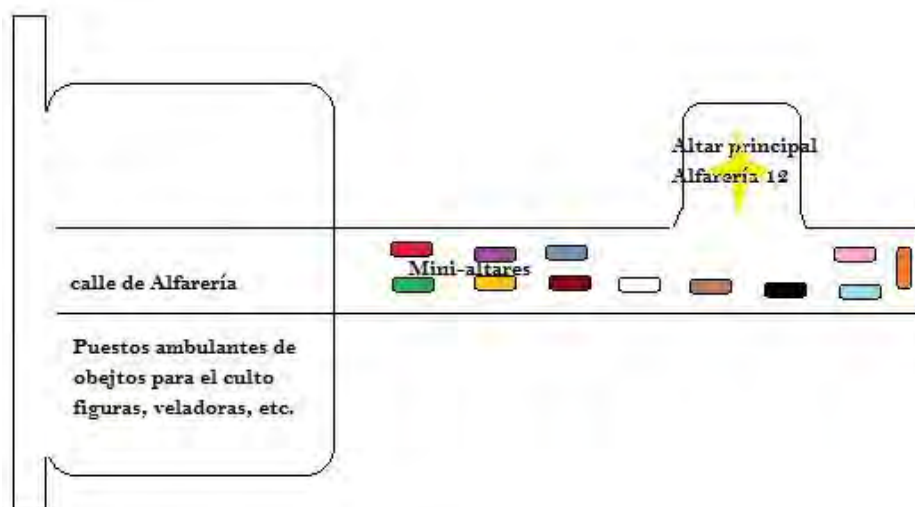 Altar principal
Alfarería 12
Mini-altares
calle de Alfarería
Puestos ambulantes de
obejtos para el culto
figuras, veladoras, etc.